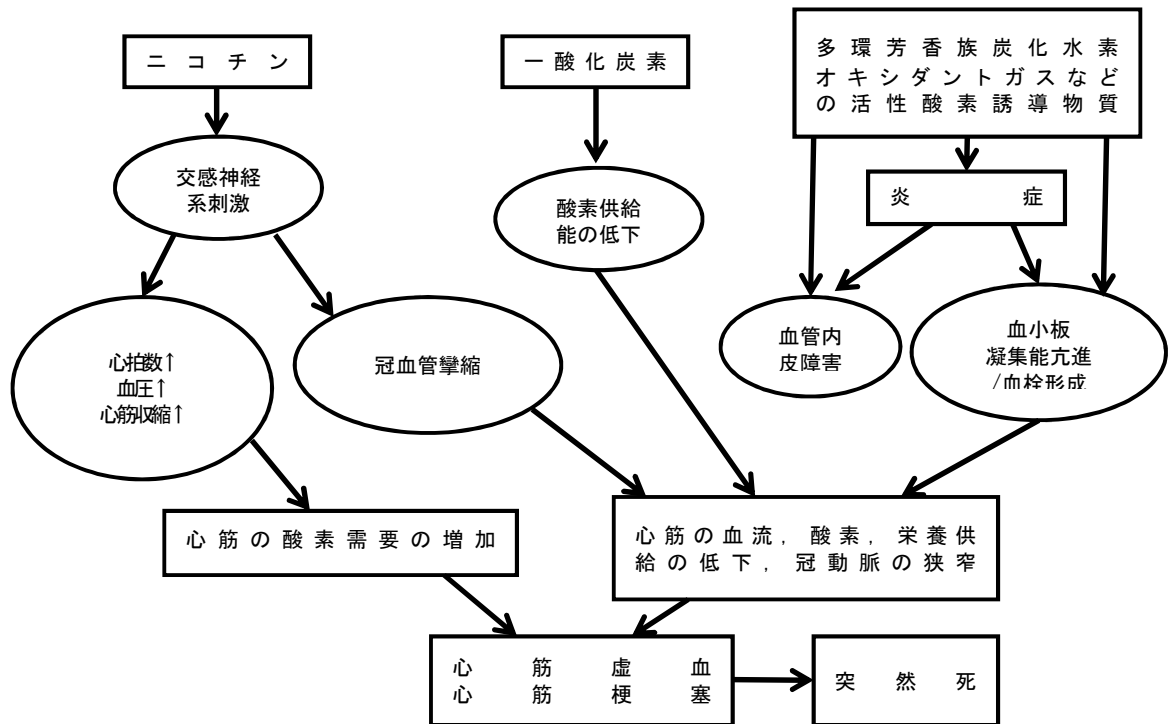 ニコチン
一酸化炭素
多環芳香族炭化水素
オキシダントガスなど
の活性酸素誘導物質
交感神経
系刺激
酸素供給
能の低下
炎症
心拍数↑
血圧↑
心筋収縮↑
冠血管攣縮
血管内
皮障害
血小板
凝集能亢進
/血栓形成
心筋の酸素需要の増加
心筋の血流,酸素,栄養供
給の低下,冠動脈の狭窄
心筋虚血
心筋梗塞
突然死